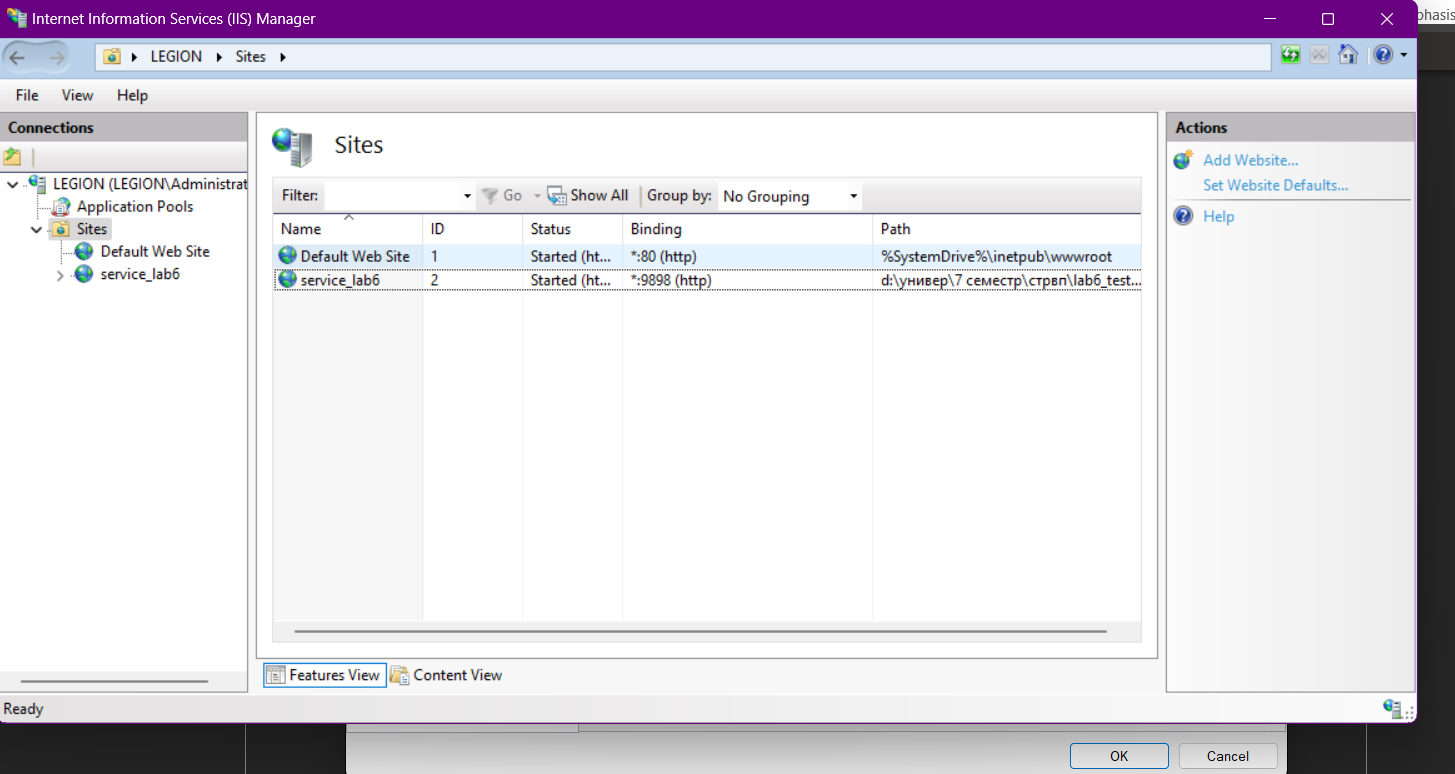 Internet Information Services (IIS) Manager
phasis
LEGION Sites
File View Help
Connections
LEGION (LEGION\Administrat
Application Pools
Sites
Default Web Site
service_lab6
Sites
Filter: Go Show All Group by: No Grouping
Name ID Status Binding Path
Default Web Site 1 Started (ht... *:80 (http) %SystemDrive%\inetpub\wwwroot
service_lab6 2 Started (ht... *:9898 (http) d:\универ\7 семестр\стрвп\lab6_test...
Features View Content View
Actions
Add Website...
Set Website Defaults...
Help
Ready
OK Cancel